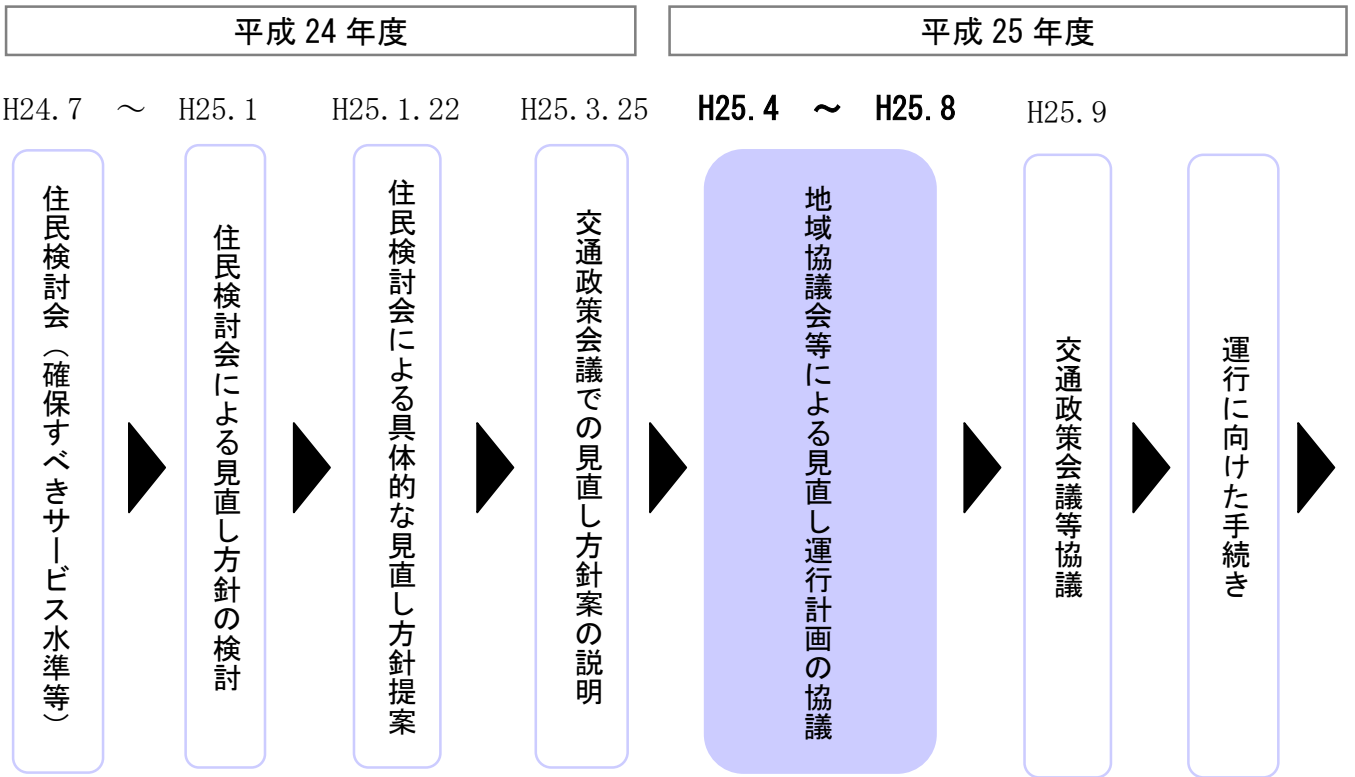 平成 24 年度
平成 25 年度
H24.7 ～ H25.1
H25.1.22
H25.3.25
H25.4 ～ H25.8
H25.9
住民検討会（確保すべきサービス水準等）
住民検討会による見直し方針の検討
住民検討会による具体的な見直し方針提案
交通政策会議での見直し方針案の説明
地域協議会等による見直し運行計画の協議
交通政策会議等協議
運行に向けた手続き